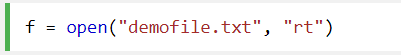 f = open("demofile.txt", "rt")